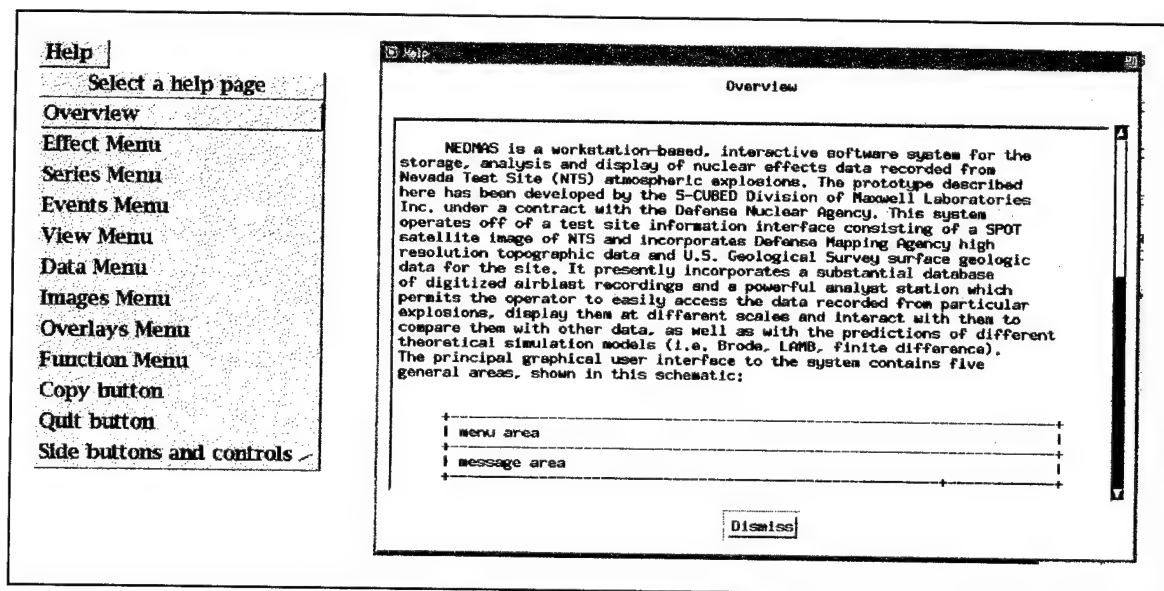 Help
Select a help page
Overview
Effect Menu
Series Menu
Events Menu
View Menu
Data Menu
Images Menu
Overlays Menu
Function Menu
Copy button
Quit button
Side buttons and controls
Help
Overview
NEDMAS is a workstation-based, interactive software system for the
storage, analysis and display of nuclear effects data recorded from
Nevada Test Site (NTS) atmospheric explosions. The prototype described
here has been developed by the S-CUBED Division of Maxwell Laboratories
Inc. under a contract with the Defense Nuclear Agency. This system
operates off of a test site information interface consisting of a SPOT
satellite image of NTS and incorporates Defense Mapping Agency high
resolution topographic data and U.S. Geological Survey surface geologic
data for the site. It presently incorporates a substantial database
of digitized airblast recordings and a powerful analyst station which
permits the operator to easily access the data recorded from particular
explosions, display them at different scales and interact with them to
compare them with other data, as well as with the predictions of different
theoretical simulation models (i.e. Brode, LAMB, finite difference).
The principal graphical user interface to the system contains five
general areas, shown in this schematic:
menu area
message area
Dismiss